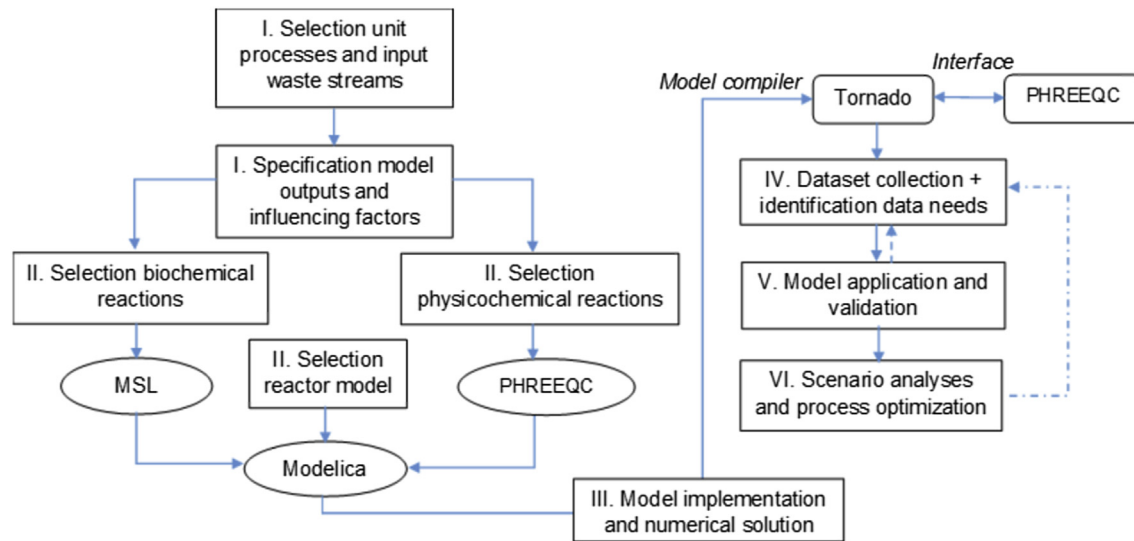 I. Selection unit
processes and input
waste streams
I. Specification model
outputs and
influencing factors
II. Selection biochemical
reactions
II. Selection
physicochemical reactions
MSL
II. Selection
reactor model
PHREEQC
Modelica
III. Model implementation
and numerical solution
Model compiler
Tornado
Interface
PHREEQC
IV. Dataset collection +
identification data needs
V. Model application and
validation
VI. Scenario analyses
and process optimization